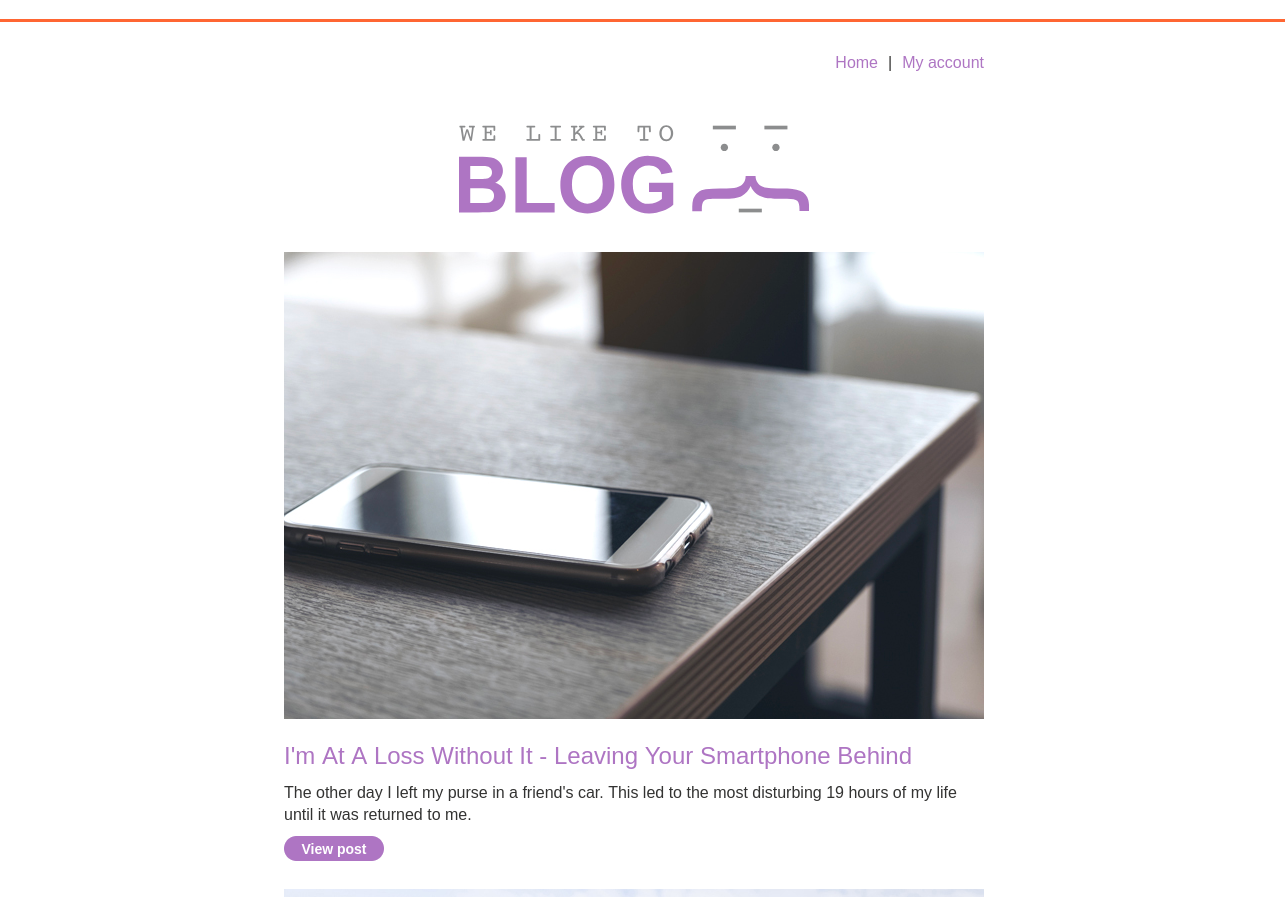 Home | My account
WE LIKE TO
BLOG
I'm At A Loss Without It - Leaving Your Smartphone Behind
The other day I left my purse in a friend's car. This led to the most disturbing 19 hours of my life
until it was returned to me.
View post